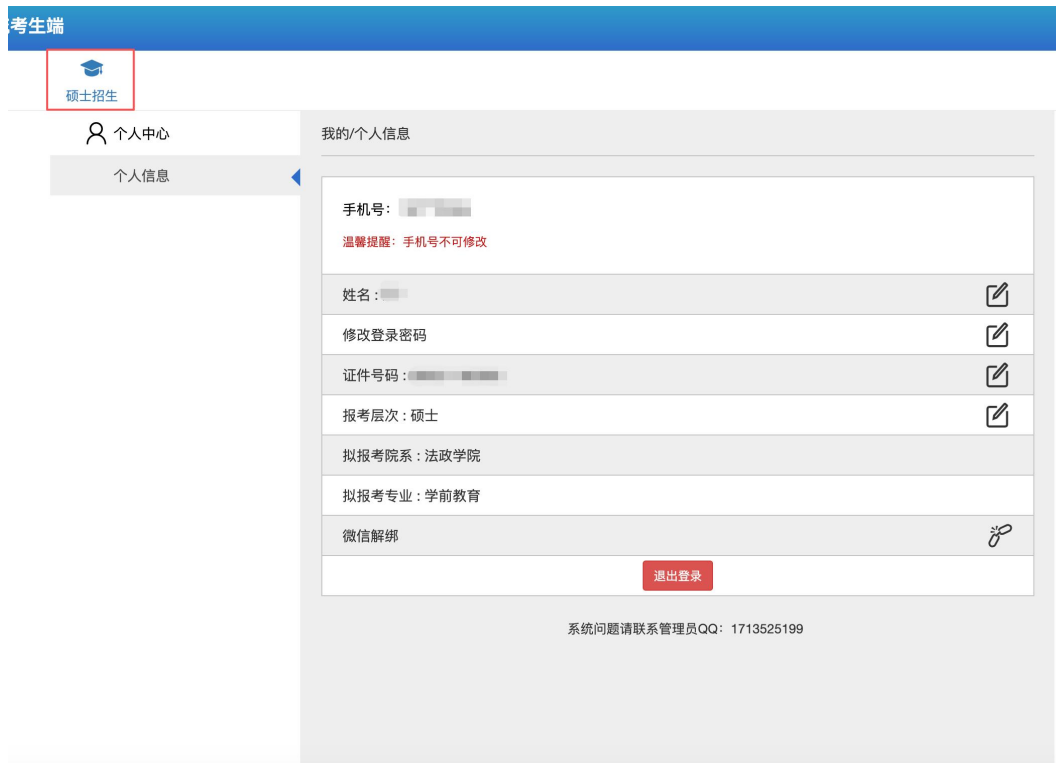 考生端
硕士招生
个人中心
个人信息
我的/个人信息
手机号：
温馨提醒：手机号不可修改
姓名 :
修改登录密码
证件号码 :
报考层次 : 硕士
拟报考院系 : 法政学院
拟报考专业 : 学前教育
微信解绑
退出登录
系统问题请联系管理员QQ：1713525199